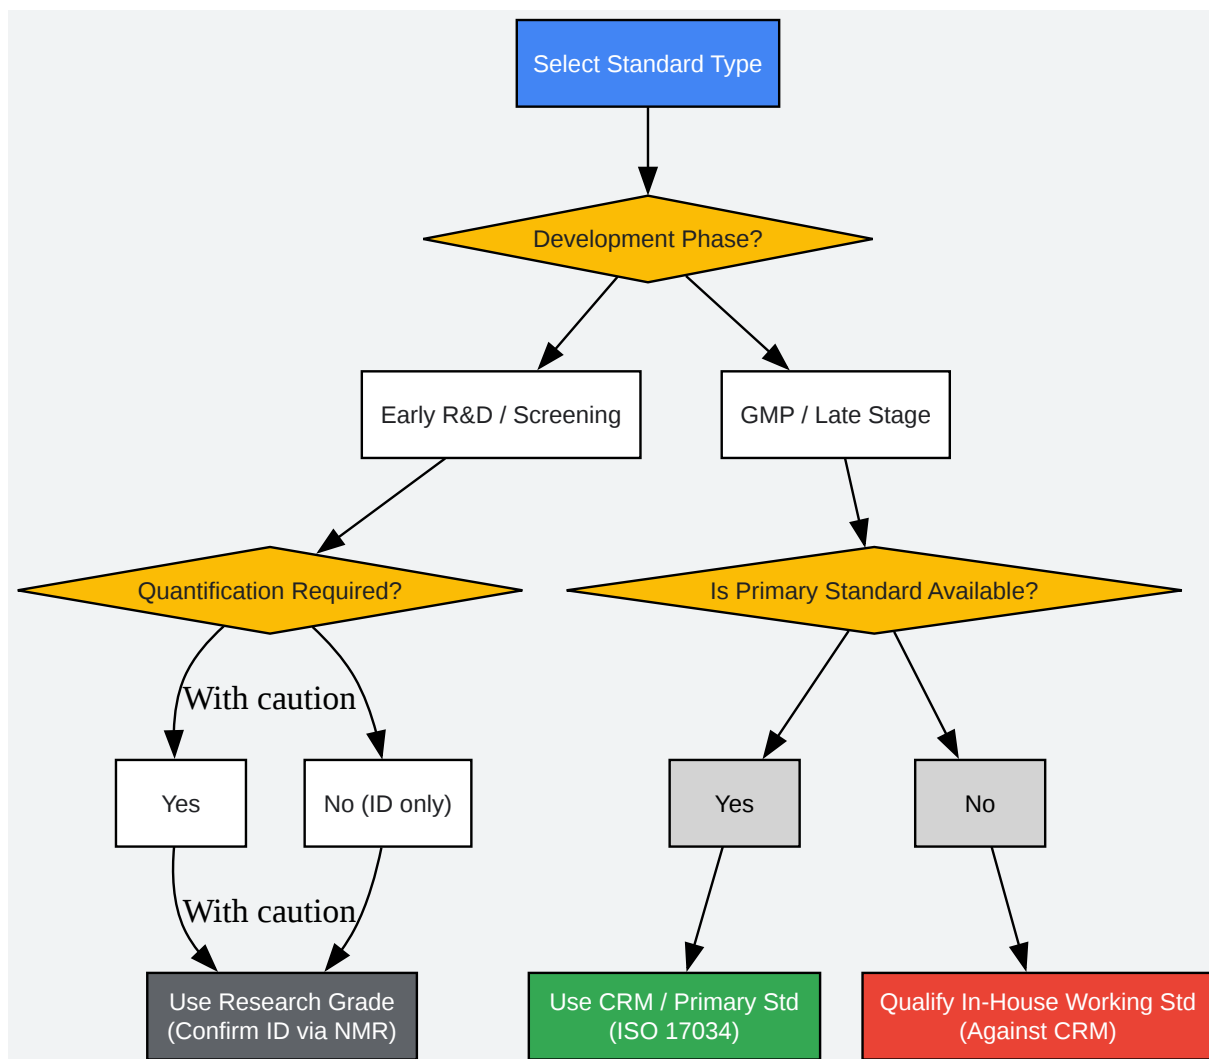 Select Standard Type
Development Phase?
Early R&D / Screening
GMP / Late Stage
Quantification Required?
Is Primary Standard Available?
With caution
Yes
No (ID only)
Yes
No
With caution
Use Research Grade
(Confirm ID via NMR)
Use CRM / Primary Std
(ISO 17034)
Qualify In-House Working Std
(Against CRM)